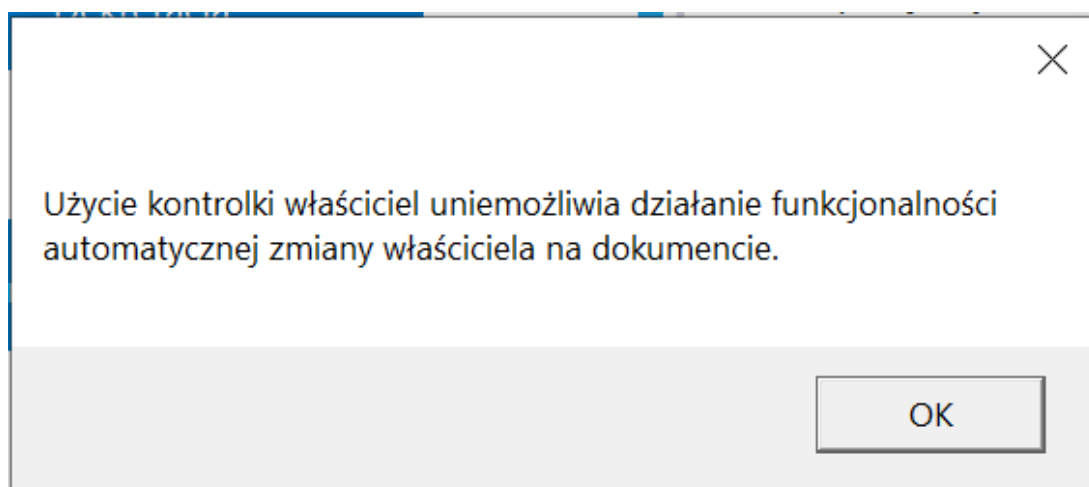 Użycie kontrolki właściciel uniemożliwia działanie funkcjonalności
automatycznej zmiany właściciela na dokumencie.
OK